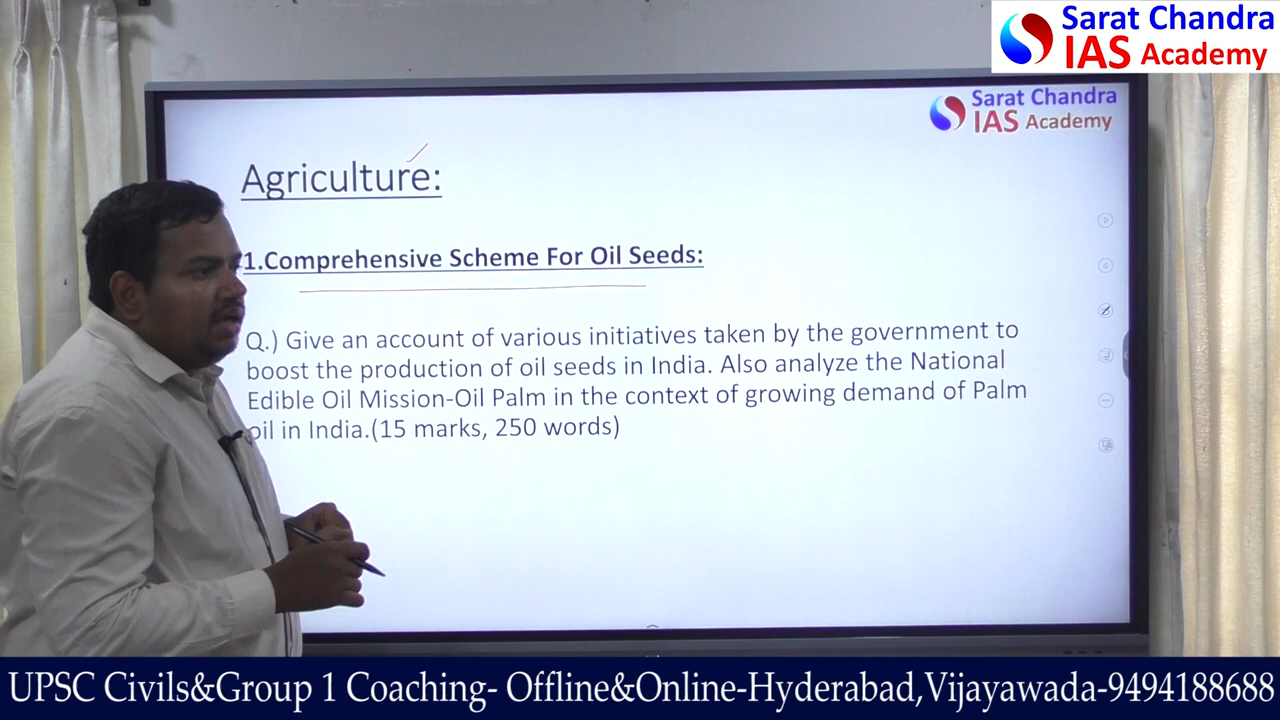 Sarat Chandra
IAS Academy
Sarat Chandra
IAS Academy
Agriculture:
1.Comprehensive Scheme For Oil Seeds:
Q.) Give an account of various initiatives taken by the government to
boost the production of oil seeds in India. Also analyze the National
Edible Oil Mission-Oil Palm in the context of growing demand of Palm
oil in India.(15 marks, 250 words)
UPSC Civils&Group 1 Coaching- Offline&Online-Hyderabad,Vijayawada-9494188688